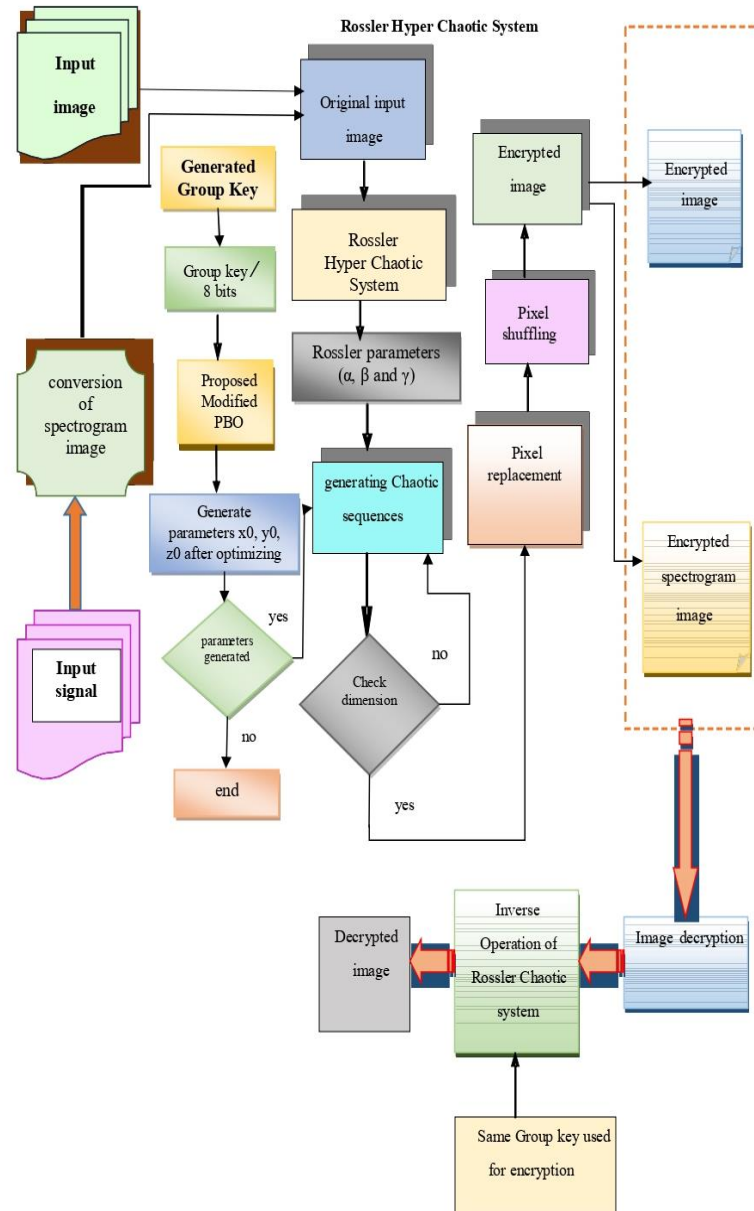 Rossler Hyper Chaotic System
Input
image
Original input
image
Generated
Group Key
Encrypted
image
Encrypted
image
Group key/
8 bits
Rossler
Hyper Chaotic
System
Pixel
shuffling
conversion
of
spectrogram
image
Proposed
Modified
PBO
Rossler parameters
(α, β and γ)
Pixel
replacement
Generate
parameters x0, y0,
z0 after optimizing
generating Chaotic
sequences
Encrypted
spectrogram
image
Input
signal
parameters
generated
yes
no
Check
dimension
no
end
yes
Decrypted
image
Inverse
Operation of
Rossler Chaotic
system
Image decryption
Same Group key used
for encryption